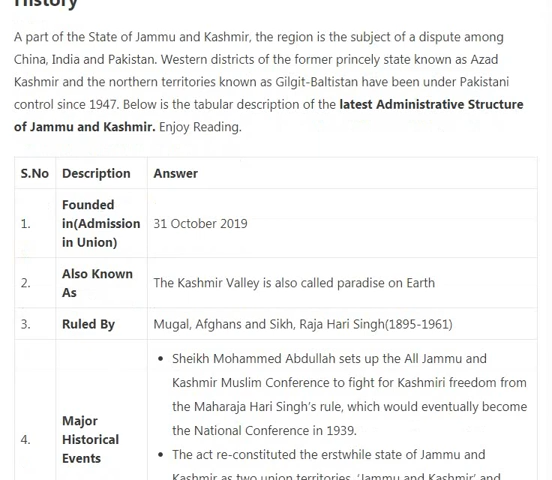 History
A part of the State of Jammu and Kashmir, the region is the subject of a dispute among
China, India and Pakistan. Western districts of the former princely state known as Azad
Kashmir and the northern territories known as Gilgit-Baltistan have been under Pakistani
control since 1947. Below is the tabular description of the latest Administrative Structure
of Jammu and Kashmir. Enjoy Reading.
S.No Description Answer
1. Founded in(Admission in Union) 31 October 2019
2. Also Known As The Kashmir Valley is also called paradise on Earth
3. Ruled By Mugal, Afghans and Sikh, Raja Hari Singh(1895-1961)
4. Major Historical Events
• Sheikh Mohammed Abdullah sets up the All Jammu and
Kashmir Muslim Conference to fight for Kashmiri freedom from
the Maharaja Hari Singh's rule, which would eventually become
the National Conference in 1939.
• The act re-constituted the erstwhile state of Jammu and
Kashmir as two union territories, 'Jammu and Kashmir' and